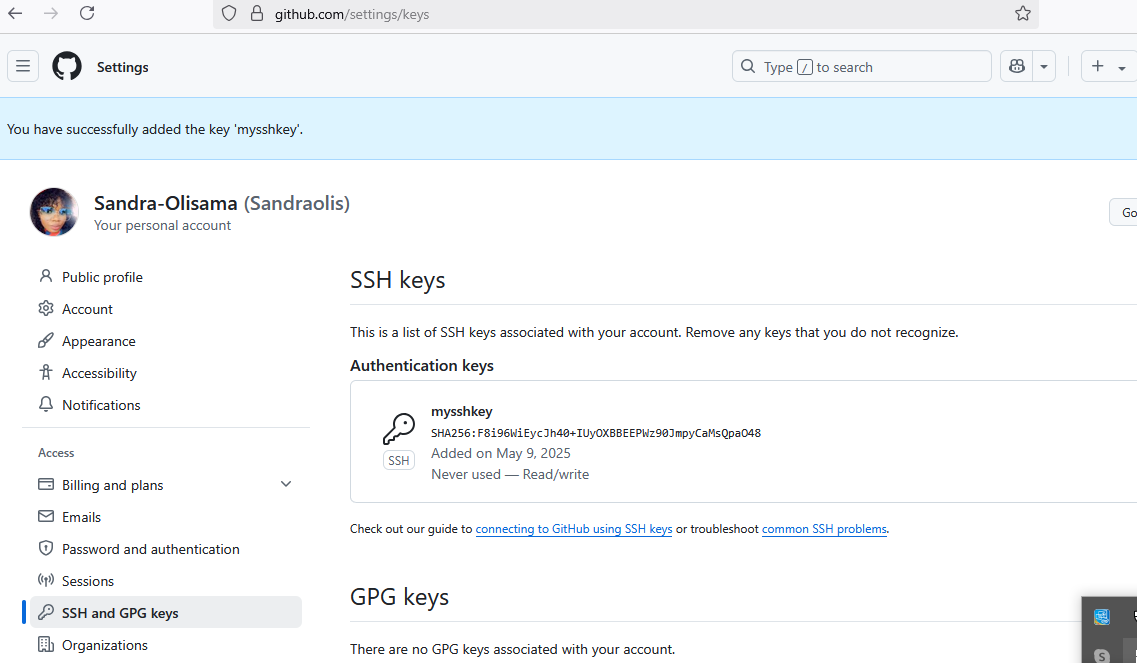 github.com/settings/keys
Settings
Type / to search
You have successfully added the key 'mysshkey'.
Sandra-Olisama (Sandraolis)
Your personal account
Go
Public profile
Account
Appearance
Accessibility
Notifications
Access
Billing and plans
Emails
Password and authentication
Sessions
SSH and GPG keys
Organizations
SSH keys
This is a list of SSH keys associated with your account. Remove any keys that you do not recognize.
Authentication keys
mysshkey
SHA256:F8i96WiEycJh40+IUyOXBBEEPWz90JmpyCaMsQpaO48
SSH
Added on May 9, 2025
Never used — Read/write
Check out our guide to connecting to GitHub using SSH keys or troubleshoot common SSH problems.
GPG keys
There are no GPG keys associated with your account.